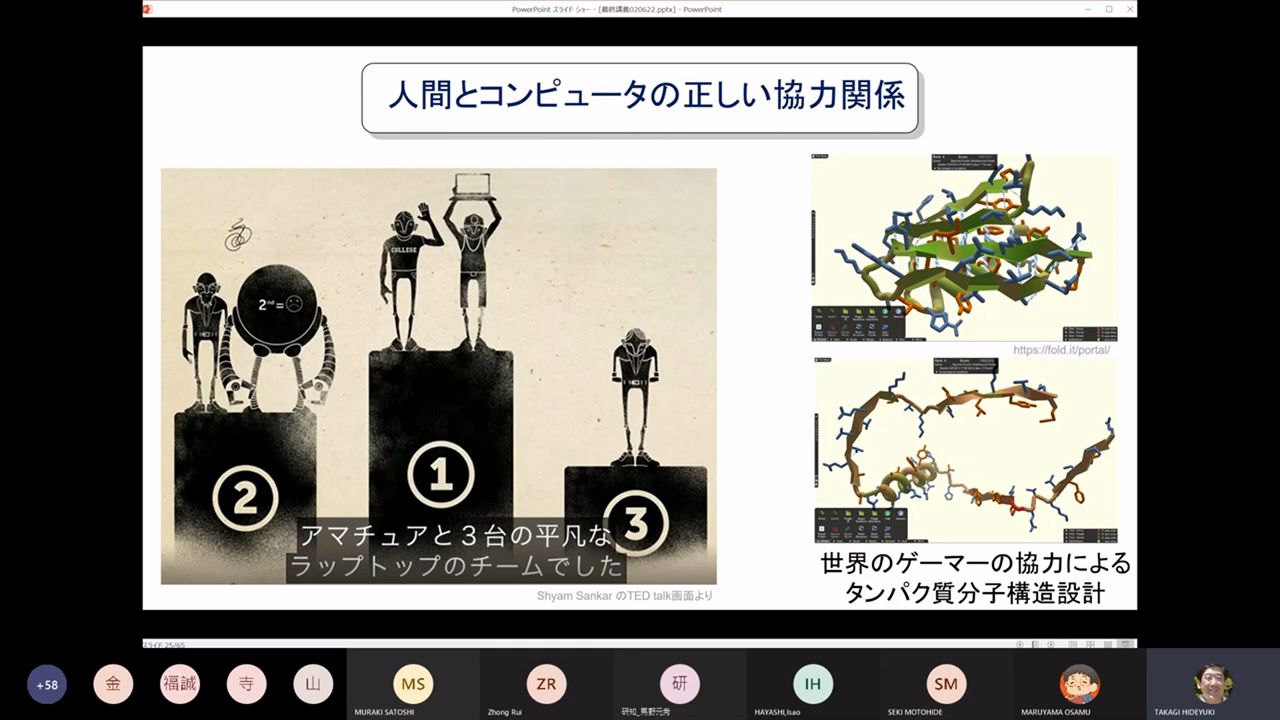 PowerPoint スライド ショー - [最終講義020622.pptx] - PowerPoint
人間とコンピュータの正しい協力関係
COLLEGE
2nd =
2
1
3
アマチュアと３台の平凡な
ラップトップのチームでした
Shyam Sankar のTED talk画面より
https://fold.it/portal/
世界のゲーマーの協力による
タンパク質分子構造設計
スライド 25/65
+58
金
福誠
寺
山
MS
MURAKI SATOSHI
ZR
Zhong Rui
研
研知_馬野元秀
IH
HAYASHI,Isao
SM
SEKI MOTOHIDE
MARUYAMA OSAMU
TAKAGI HIDEYUKI